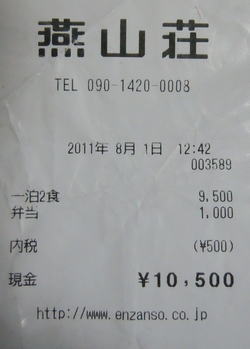 燕山荘
TEL 090-1420-0008
2011年 8月 1日 12:42
003589
一泊2食 9,500
弁当 1,000
内税 (¥500)
現金 ¥10,500
http://www.enzanso.co.jp